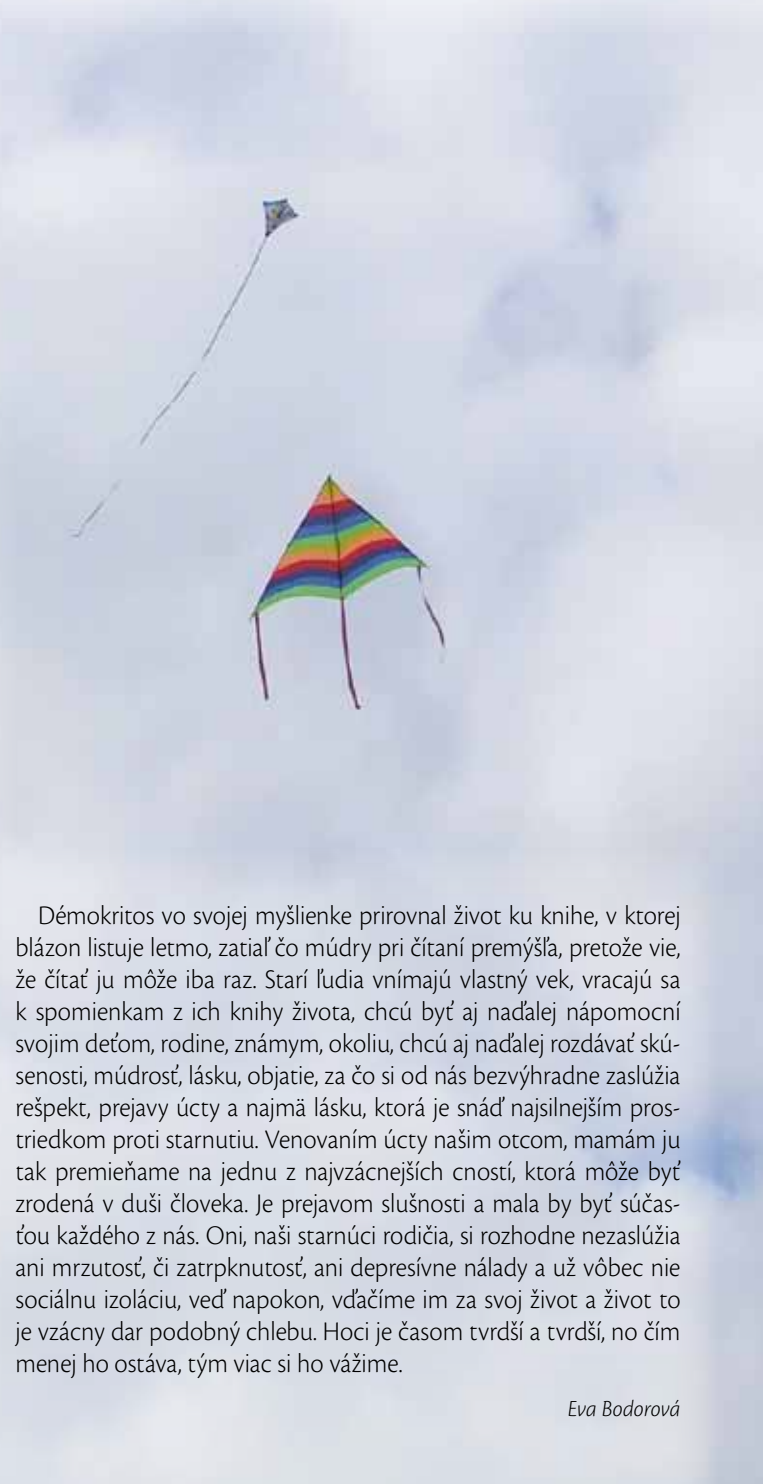 Démokritos vo svojej myšlienke prirovnal život ku knihe, v ktorej
blázon listuje letmo, zatiaľ čo múdry pri čítaní premýšľa, pretože vie,
že čítať ju môže iba raz. Starí ľudia vnímajú vlastný vek, vracajú sa
k spomienkam z ich knihy života, chcú byť aj naďalej nápomocní
svojim deťom, rodine, známym, okoliu, chcú aj naďalej rozdávať skú-
senosti, múdrosť, lásku, objatie, za čo si od nás bezvýhradne zaslúžia
rešpekt, prejavy úcty a najmä lásku, ktorá je snáď najsilnejším pros-
triedkom proti starnutiu. Venovaním úcty našim otcom, mamám ju
tak premieňame na jednu z najvzácnejších cností, ktorá môže byť
zrodená v duši človeka. Je prejavom slušnosti a mala by byť súčas-
ťou každého z nás. Oni, naši starnúci rodičia, si rozhodne nezaslúžia
ani mrzutosť, či zatrpknutosť, ani depresívne nálady a už vôbec nie
sociálnu izoláciu, veď napokon, vďačíme im za svoj život a život to
je vzácny dar podobný chlebu. Hoci je časom tvrdší a tvrdší, no čím
menej ho ostáva, tým viac si ho vážime.
Eva Bodorová